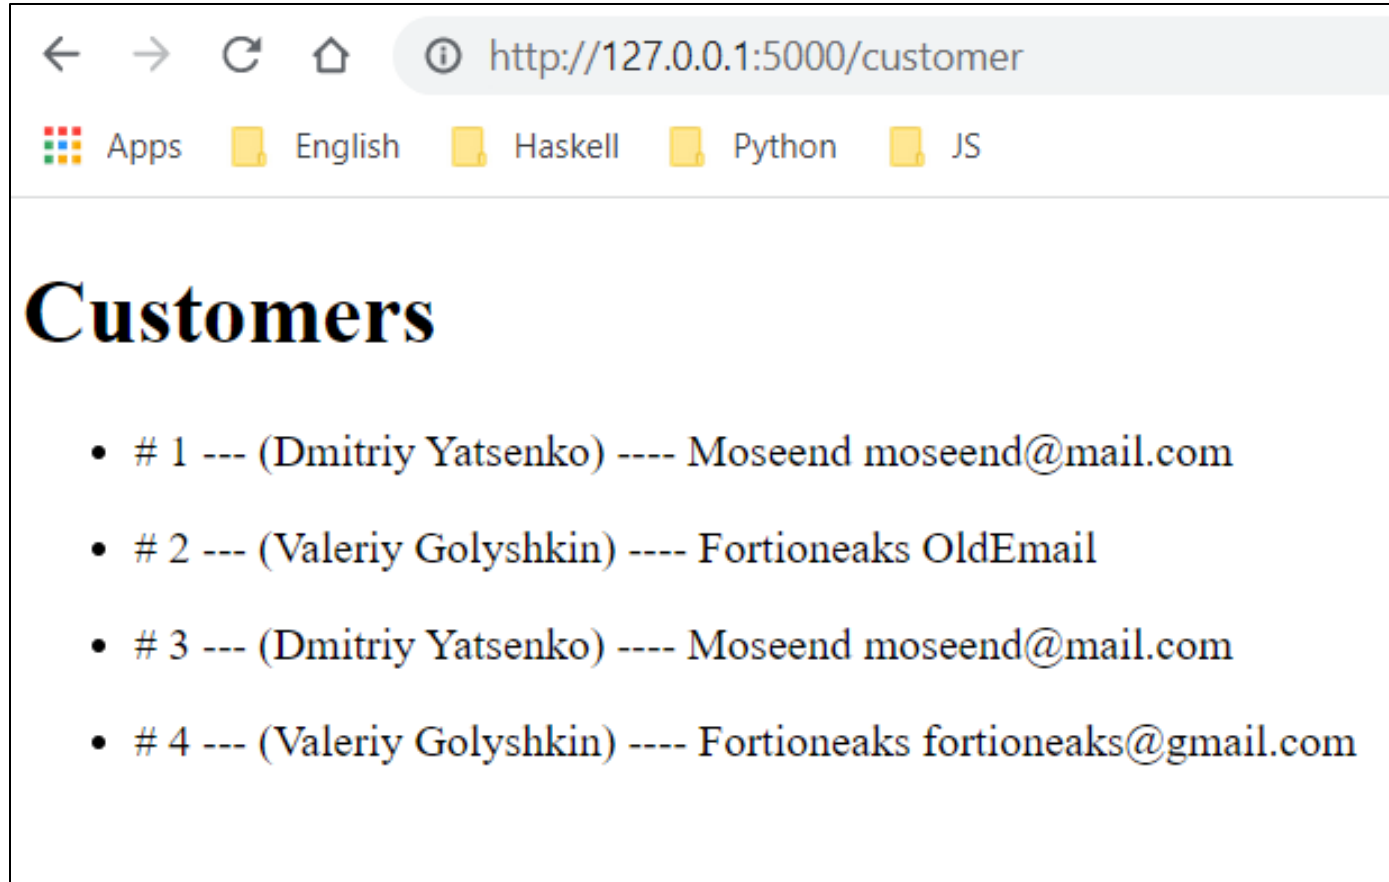 http://127.0.0.1:5000/customer
Apps English Haskell Python JS
Customers
# 1 --- (Dmitriy Yatsenko) ---- Moseend moseend@mail.com
# 2 --- (Valeriy Golyshkin) ---- Fortioneaks OldEmail
# 3 --- (Dmitriy Yatsenko) ---- Moseend moseend@mail.com
# 4 --- (Valeriy Golyshkin) ---- Fortioneaks fortioneaks@gmail.com